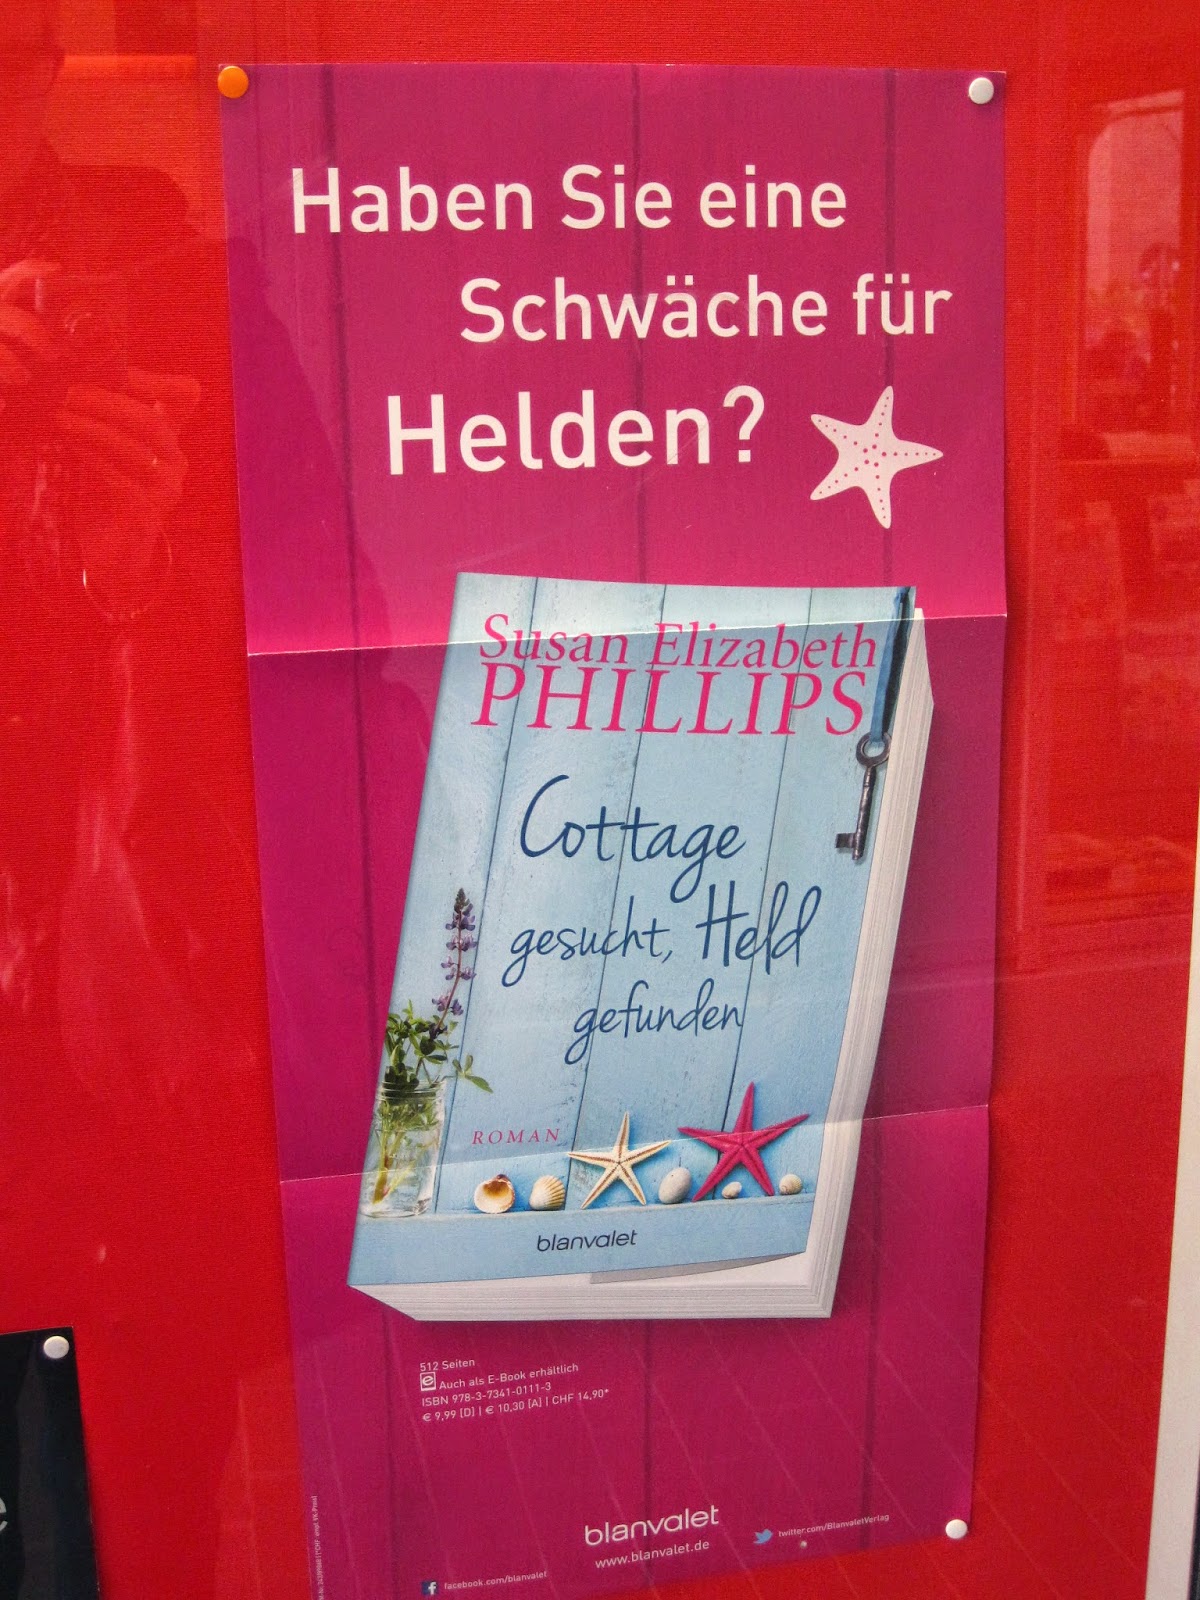 Haben Sie eine
Schwäche für
Helden?
Susan Elizabeth
PHILLIPS
Cottage
gesucht, Held
gefunden
ROMAN
blanvalet
512 Seiten
e Auch als E-Book erhältlich
ISBN 978-3-7341-0111-3
€ 9,99 [D] | € 10,30 [A] | CHF 14,90*
blanvalet
www.blanvalet.de
twitter.com/BlanvaletVerlag
f facebook.com/blanvalet